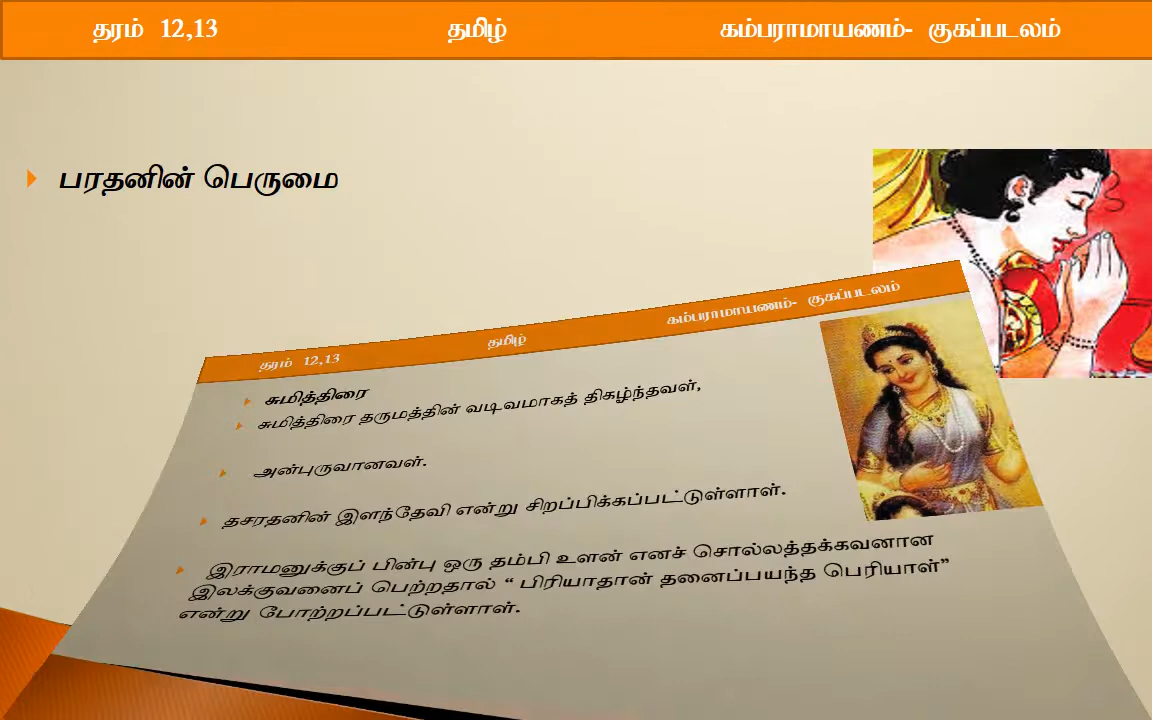 தரம் 12,13 தமிழ் கம்பராமாயணம்- குகப்படலம்
பரதனின் பெருமை
தரம் 12,13 தமிழ் கம்பராமாயணம்- குகப்படலம்
சுமித்திரை
சுமித்திரை தருமத்தின் வடிவமாகத் திகழ்ந்தவள்,
அன்புருவானவள்.
தசரதனின் இளந்தேவி என்று சிறப்பிக்கப்பட்டுள்ளாள்.
இராமனுக்குப் பின்பு ஒரு தம்பி உளன் எனச் சொல்லத்தக்கவனான
இலக்குவனைப் பெற்றதால் “ பிரியாதான் தனைப்பயந்த பெரியாள்”
என்று போற்றப்பட்டுள்ளாள்.